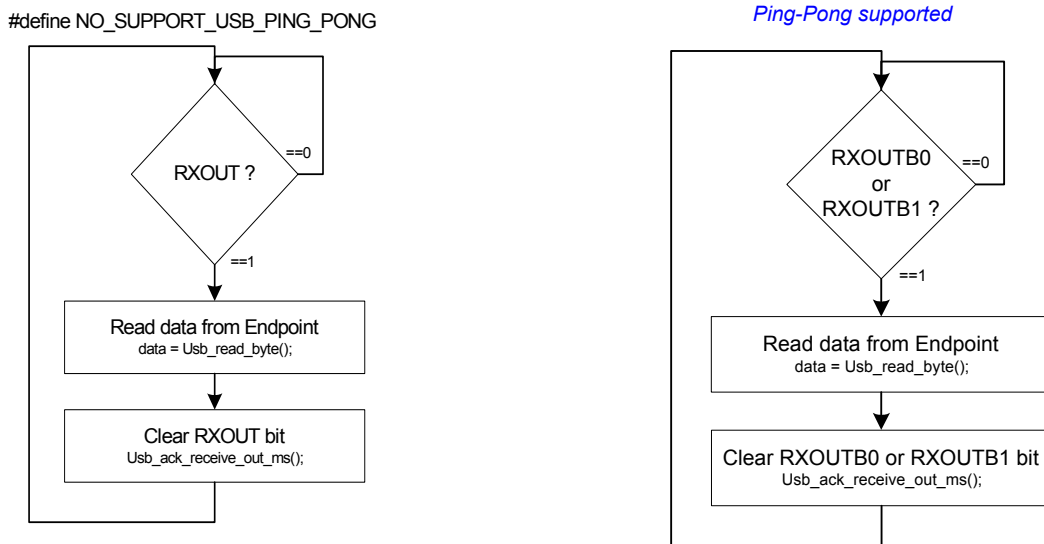 #define NO_SUPPORT_USB_PING_PONG
RXOUT ?
==0
==1
Read data from Endpoint
data = Usb_read_byte();
Clear RXOUT bit
Usb_ack_receive_out_ms();
Ping-Pong supported
RXOUTB0
or
RXOUTB1 ?
==0
==1
Read data from Endpoint
data = Usb_read_byte();
Clear RXOUTB0 or RXOUTB1 bit
Usb_ack_receive_out_ms();